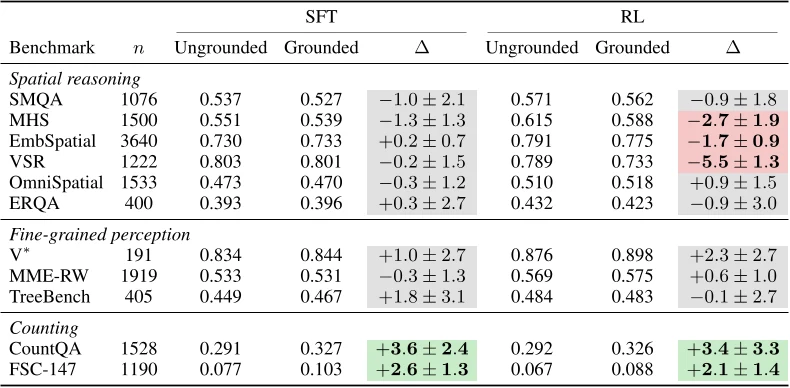 SFT RL
Benchmark n Ungrounded Grounded Δ Ungrounded Grounded Δ
Spatial reasoning
SMQA 1076 0.537 0.527 −1.0 ± 2.1 0.571 0.562 −0.9 ± 1.8
MHS 1500 0.551 0.539 −1.3 ± 1.3 0.615 0.588 −2.7 ± 1.9
EmbSpatial 3640 0.730 0.733 +0.2 ± 0.7 0.791 0.775 −1.7 ± 0.9
VSR 1222 0.803 0.801 −0.2 ± 1.5 0.789 0.733 −5.5 ± 1.3
OmniSpatial 1533 0.473 0.470 −0.3 ± 1.2 0.510 0.518 +0.9 ± 1.5
ERQA 400 0.393 0.396 +0.3 ± 2.7 0.432 0.423 −0.9 ± 3.0
Fine-grained perception
V* 191 0.834 0.844 +1.0 ± 2.7 0.876 0.898 +2.3 ± 2.7
MME-RW 1919 0.533 0.531 −0.3 ± 1.3 0.569 0.575 +0.6 ± 1.0
TreeBench 405 0.449 0.467 +1.8 ± 3.1 0.484 0.483 −0.1 ± 2.7
Counting
CountQA 1528 0.291 0.327 +3.6 ± 2.4 0.292 0.326 +3.4 ± 3.3
FSC-147 1190 0.077 0.103 +2.6 ± 1.3 0.067 0.088 +2.1 ± 1.4